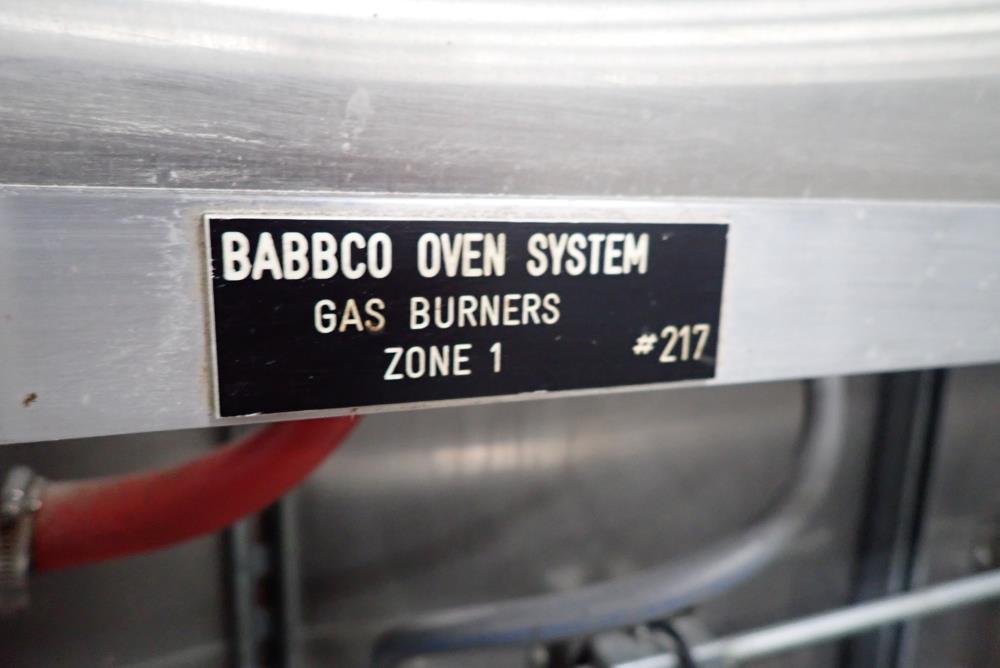 BABBCO OVEN SYSTEM
GAS BURNERS
ZONE 1
#217